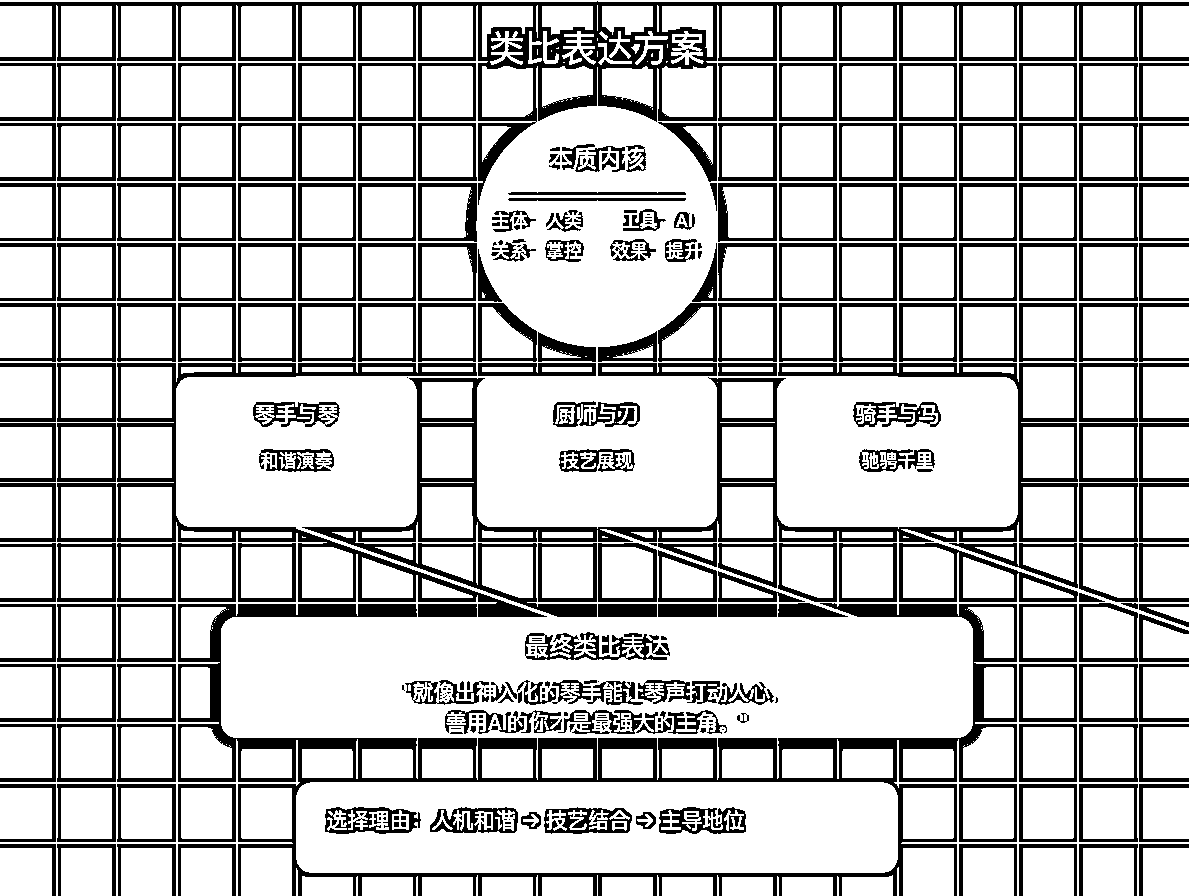 类比表达方案
本质内核
主体- 人类 工具- AI
关系- 掌控 效果- 提升
琴手与琴 厨师与刀 骑手与马
和谐演奏 技艺展现 驰骋千里
最终类比表达
"就像出神入化的琴手能让琴声打动人心，
善用AI的你才是最强大的主角。"
选择理由：人机和谐 → 技艺结合 → 主导地位